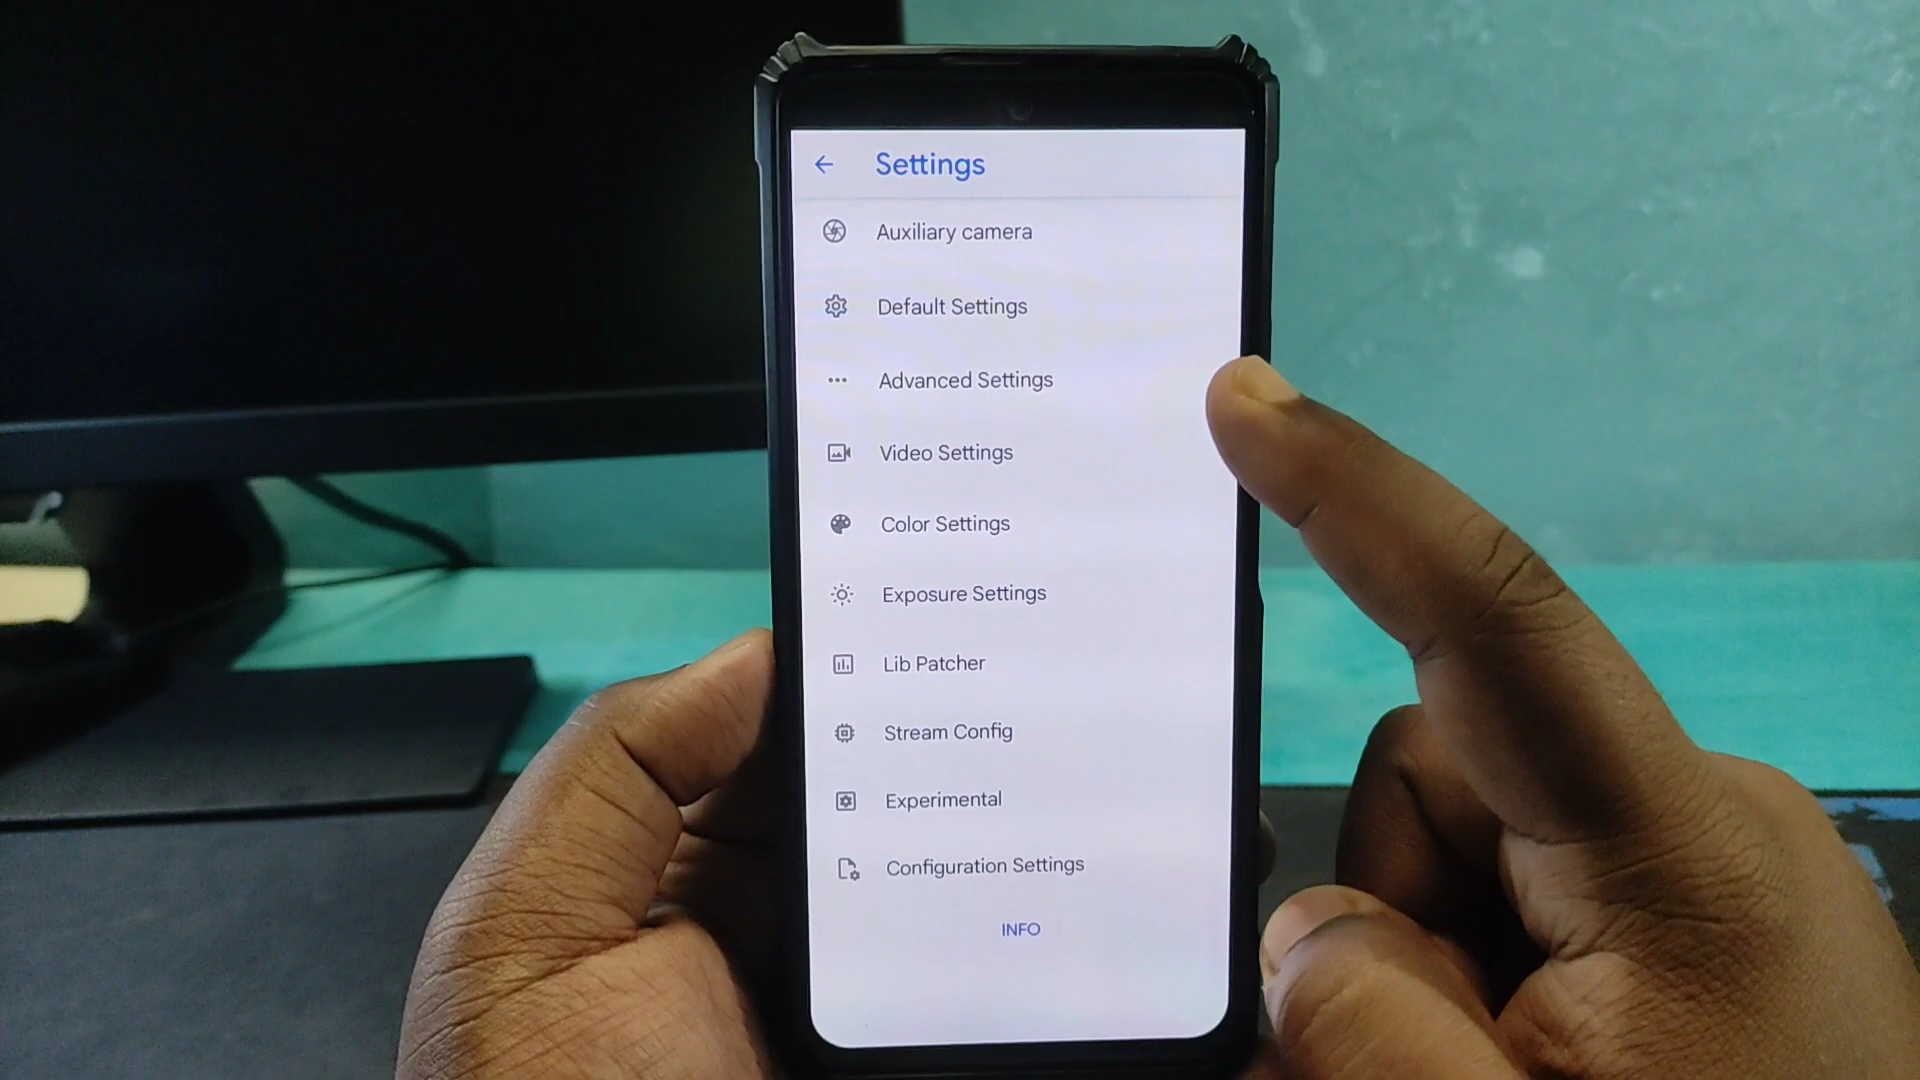 Settings
Auxiliary camera
Default Settings
Advanced Settings
Video Settings
Color Settings
Exposure Settings
Lib Patcher
Stream Config
Experimental
Configuration Settings
INFO